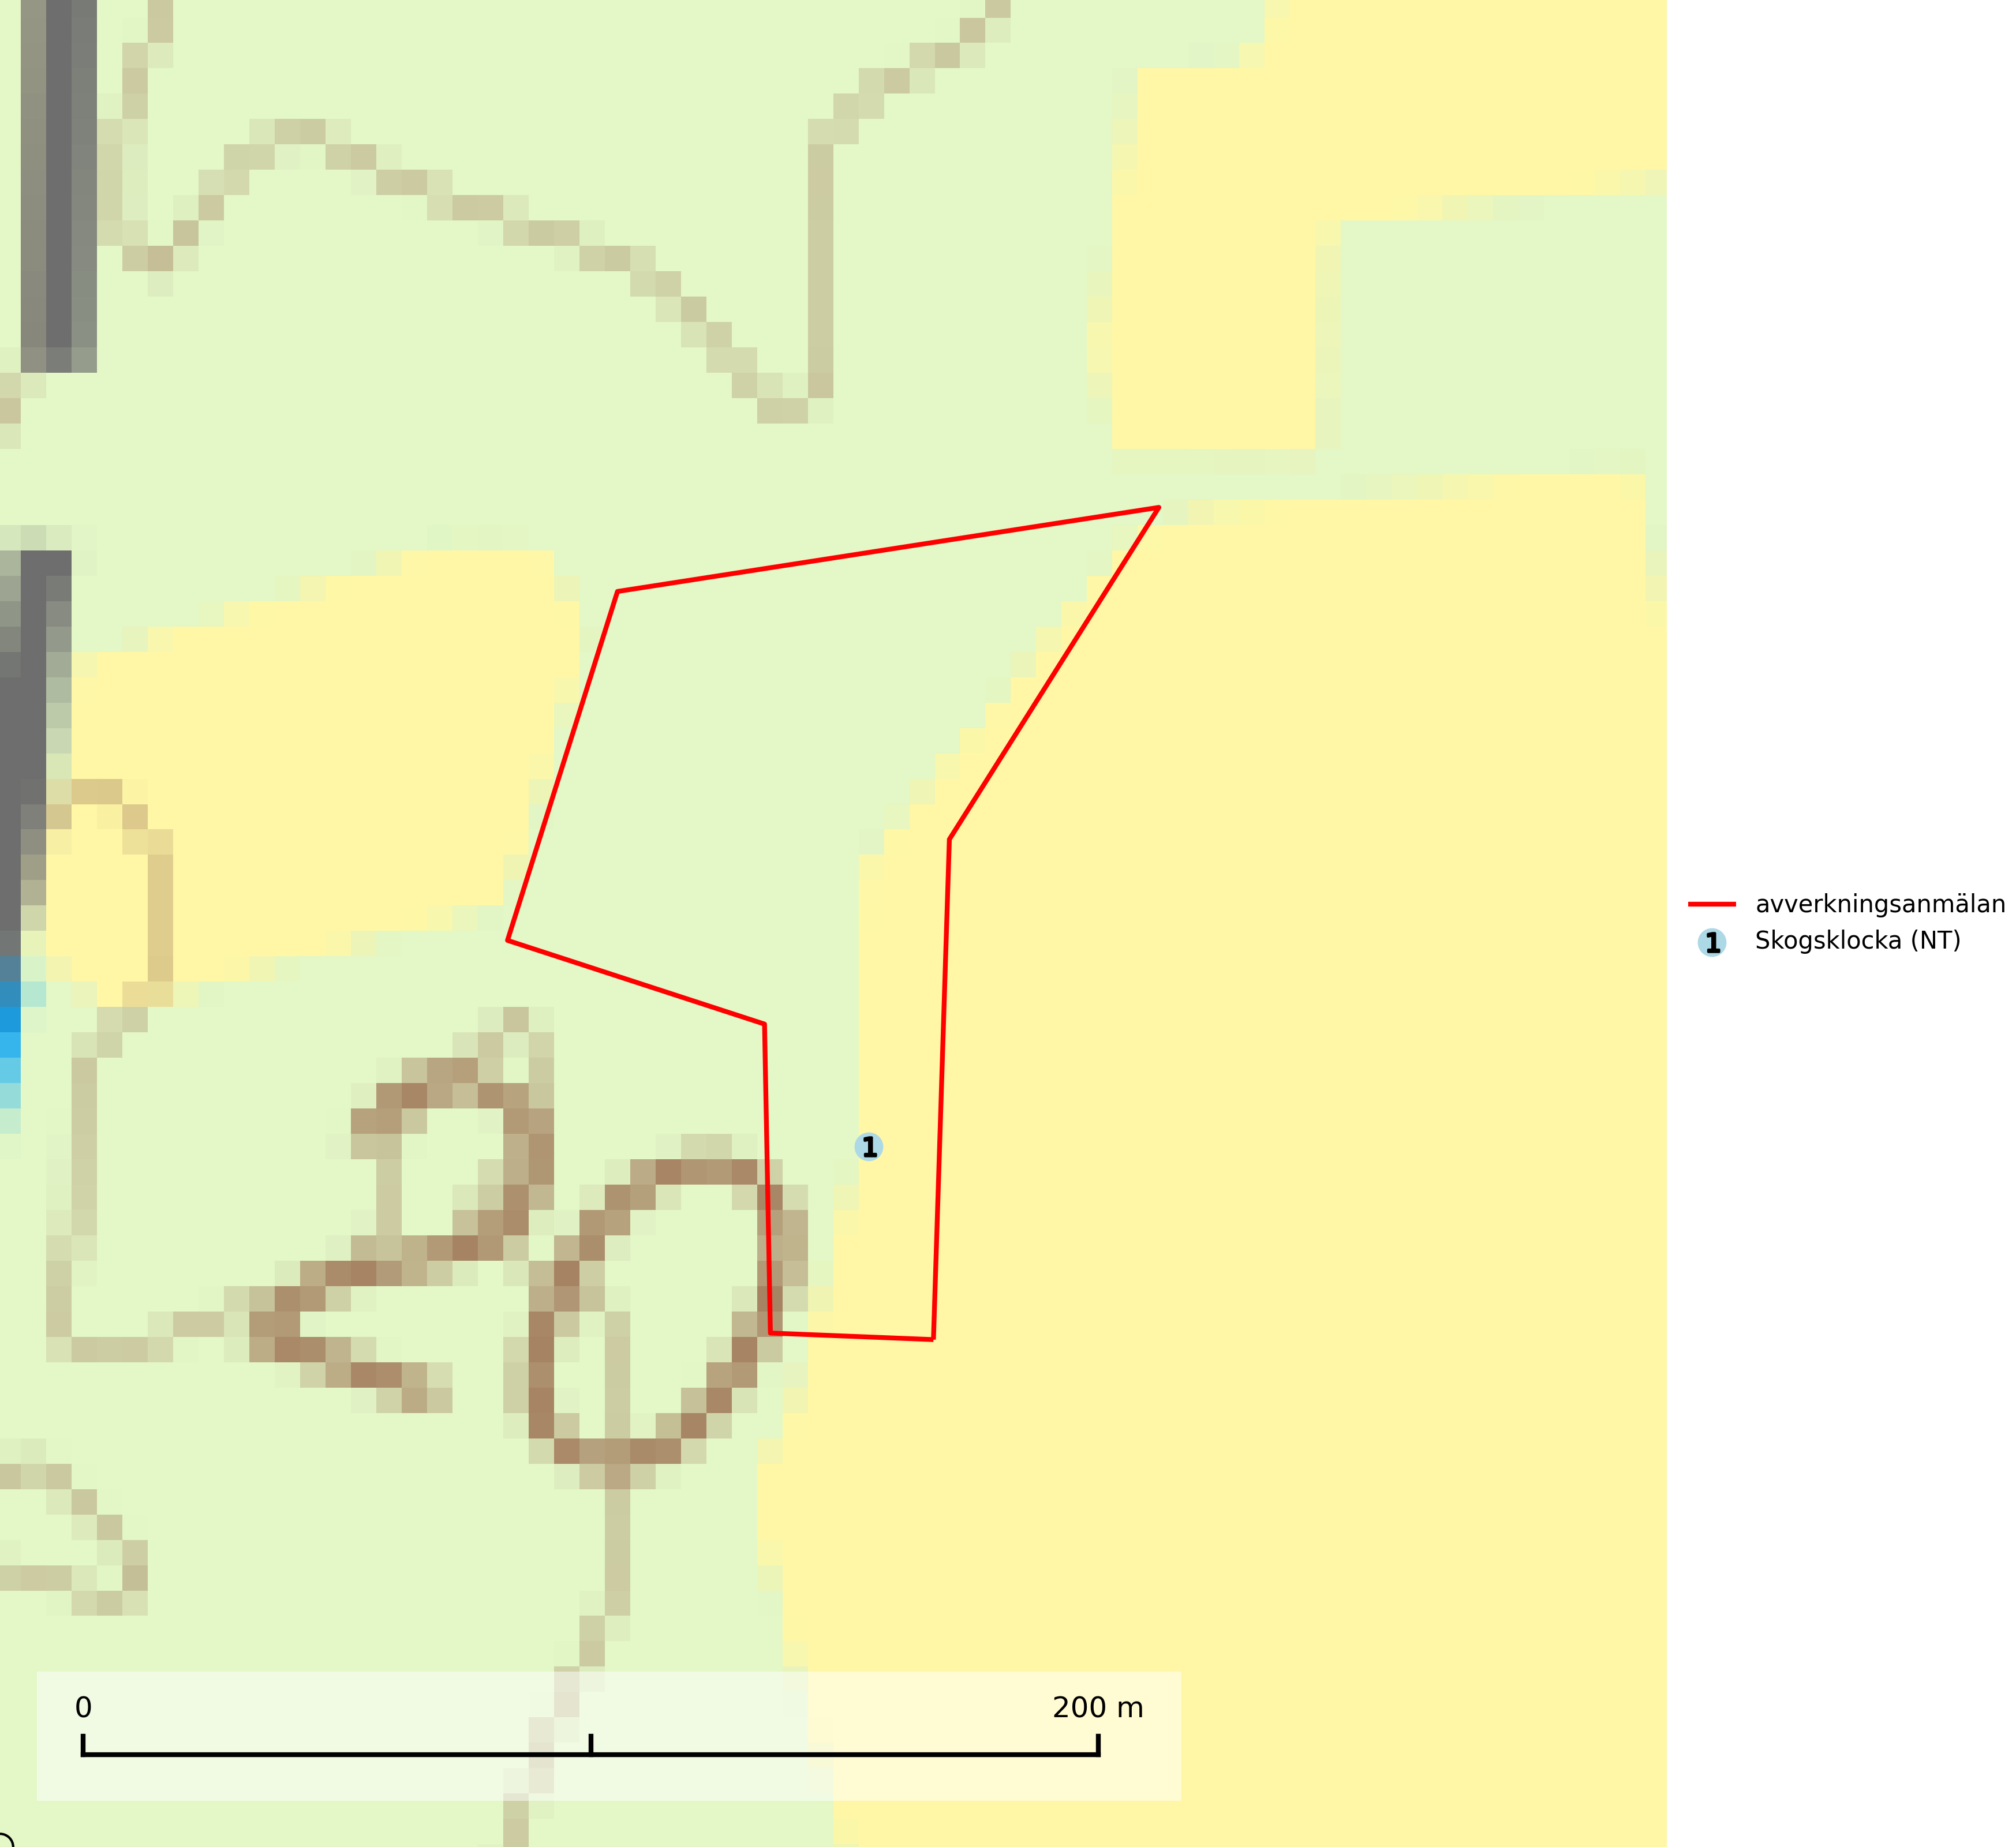 avverkningsanmälan
1 Skogsklocka (NT)
1
0 200 m